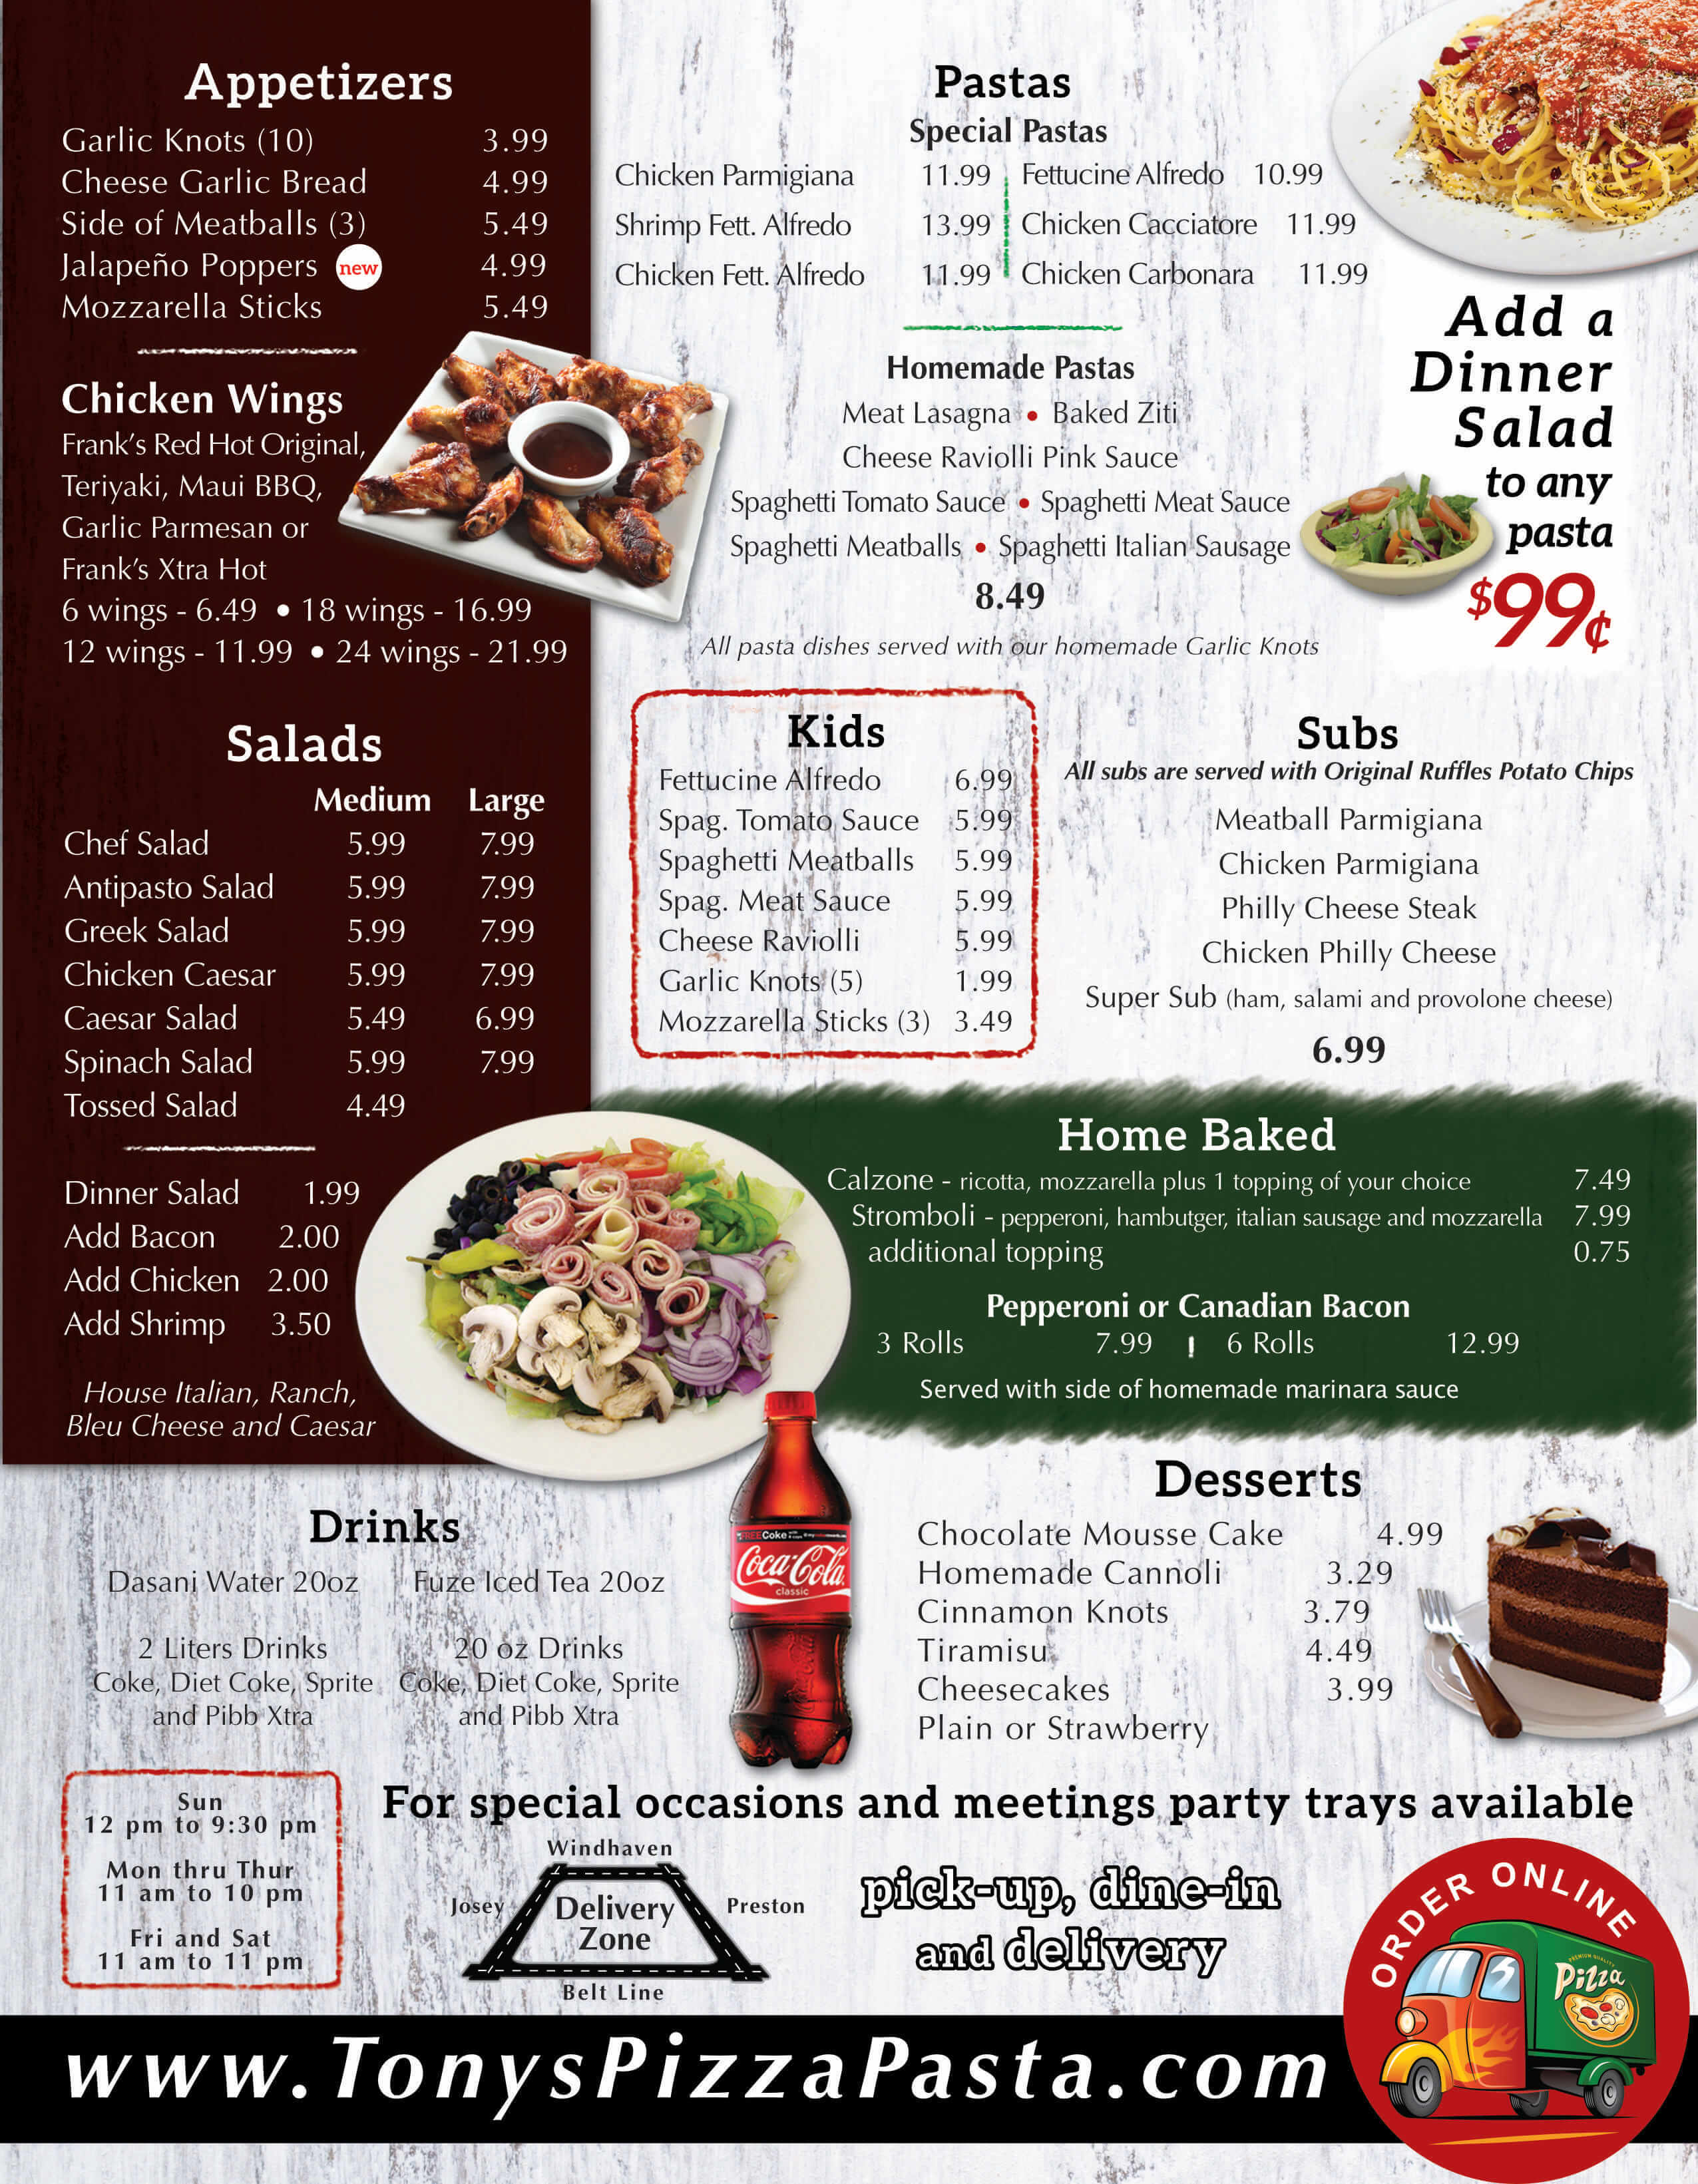 Appetizers
Garlic Knots (10) 3.99
Cheese Garlic Bread 4.99
Side of Meatballs (3) 5.49
Jalapeño Poppers new 4.99
Mozzarella Sticks 5.49
Chicken Wings
Frank's Red Hot Original,
Teriyaki, Maui BBQ,
Garlic Parmesan or
Frank's Xtra Hot
6 wings - 6.49 • 18 wings - 16.99
12 wings - 11.99 • 24 wings - 21.99
Salads
Medium Large
Chef Salad 5.99 7.99
Antipasto Salad 5.99 7.99
Greek Salad 5.99 7.99
Chicken Caesar 5.99 7.99
Caesar Salad 5.49 6.99
Spinach Salad 5.99 7.99
Tossed Salad 4.49
Dinner Salad 1.99
Add Bacon 2.00
Add Chicken 2.00
Add Shrimp 3.50
House Italian, Ranch,
Bleu Cheese and Caesar
Pastas
Special Pastas
Chicken Parmigiana 11.99 Fettucine Alfredo 10.99
Shrimp Fett. Alfredo 13.99 Chicken Cacciatore 11.99
Chicken Fett. Alfredo 11.99 Chicken Carbonara 11.99
Homemade Pastas
Meat Lasagna • Baked Ziti
Cheese Raviolli Pink Sauce
Spaghetti Tomato Sauce • Spaghetti Meat Sauce
Spaghetti Meatballs • Spaghetti Italian Sausage
8.49
All pasta dishes served with our homemade Garlic Knots
Add a
Dinner
Salad
to any
pasta
$99¢
Kids
Fettucine Alfredo 6.99
Spag. Tomato Sauce 5.99
Spaghetti Meatballs 5.99
Spag. Meat Sauce 5.99
Cheese Raviolli 5.99
Garlic Knots (5) 1.99
Mozzarella Sticks (3) 3.49
Subs
All subs are served with Original Ruffles Potato Chips
Meatball Parmigiana
Chicken Parmigiana
Philly Cheese Steak
Chicken Philly Cheese
Super Sub (ham, salami and provolone cheese)
6.99
Home Baked
Calzone - ricotta, mozzarella plus 1 topping of your choice 7.49
Stromboli - pepperoni, hambutger, italian sausage and mozzarella 7.99
additional topping 0.75
Pepperoni or Canadian Bacon
3 Rolls 7.99 6 Rolls 12.99
Served with side of homemade marinara sauce
Drinks
Dasani Water 20oz Fuze Iced Tea 20oz
2 Liters Drinks 20 oz Drinks
Coke, Diet Coke, Sprite Coke, Diet Coke, Sprite
and Pibb Xtra and Pibb Xtra
FREE Coke
Coca-Cola
classic
Desserts
Chocolate Mousse Cake 4.99
Homemade Cannoli 3.29
Cinnamon Knots 3.79
Tiramisu 4.49
Cheesecakes 3.99
Plain or Strawberry
Sun
12 pm to 9:30 pm
Mon thru Thur
11 am to 10 pm
Fri and Sat
11 am to 11 pm
For special occasions and meetings party trays available
Windhaven
Josey Delivery Preston
Zone
Belt Line
pick-up, dine-in
and delivery
ORDER ONLINE
PREMIUM QUALITY
Pizza
www.TonysPizzaPasta.com